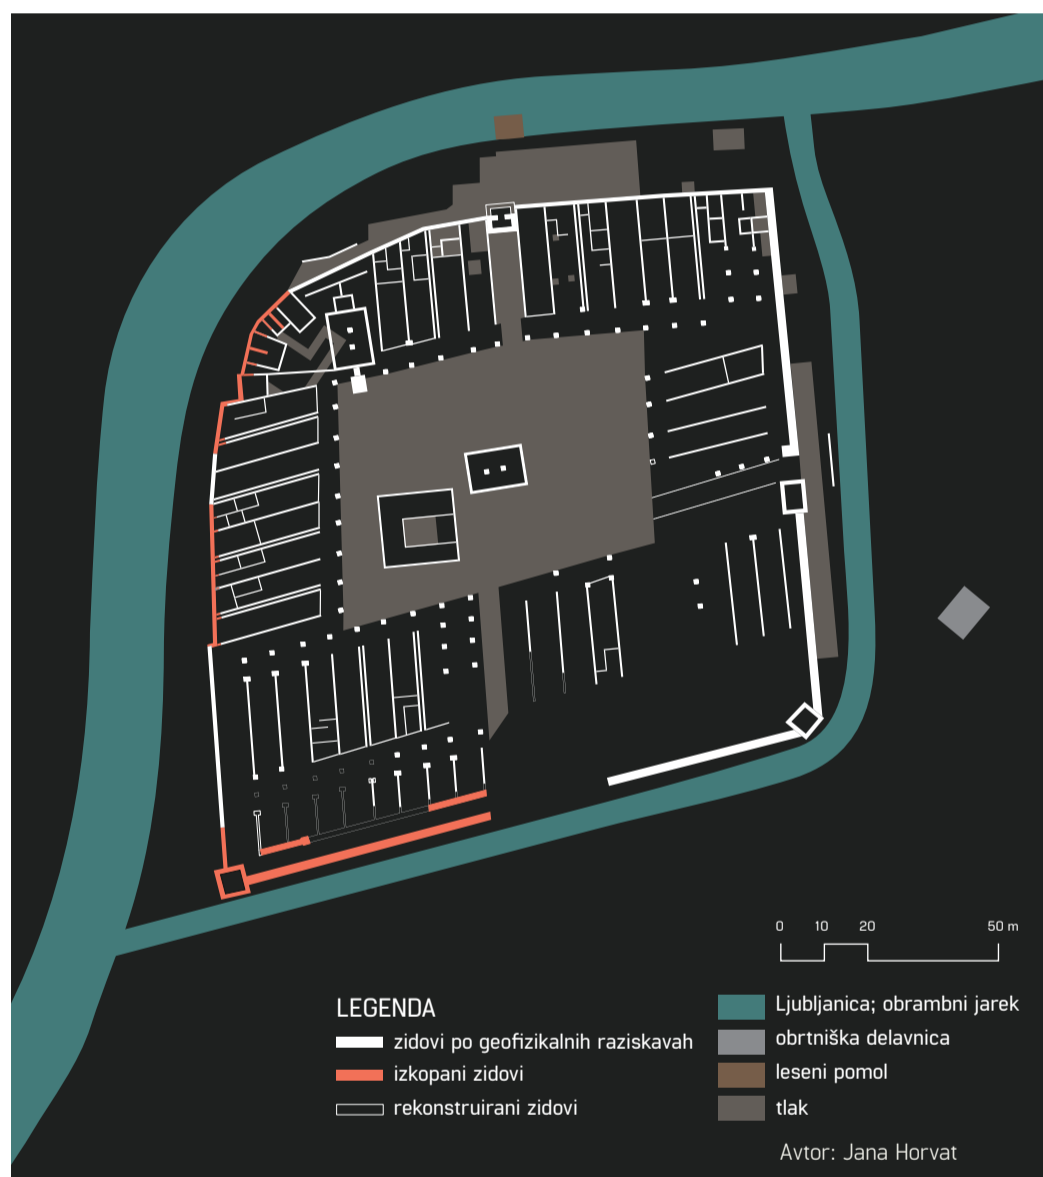 0 10 20 50 m
LEGENDA
zidovi po geofizikalnih raziskavah
izkopani zidovi
rekonstruirani zidovi
Ljubljanica; obrambni jarek
obrtniška delavnica
leseni pomol
tlak
Avtor: Jana Horvat